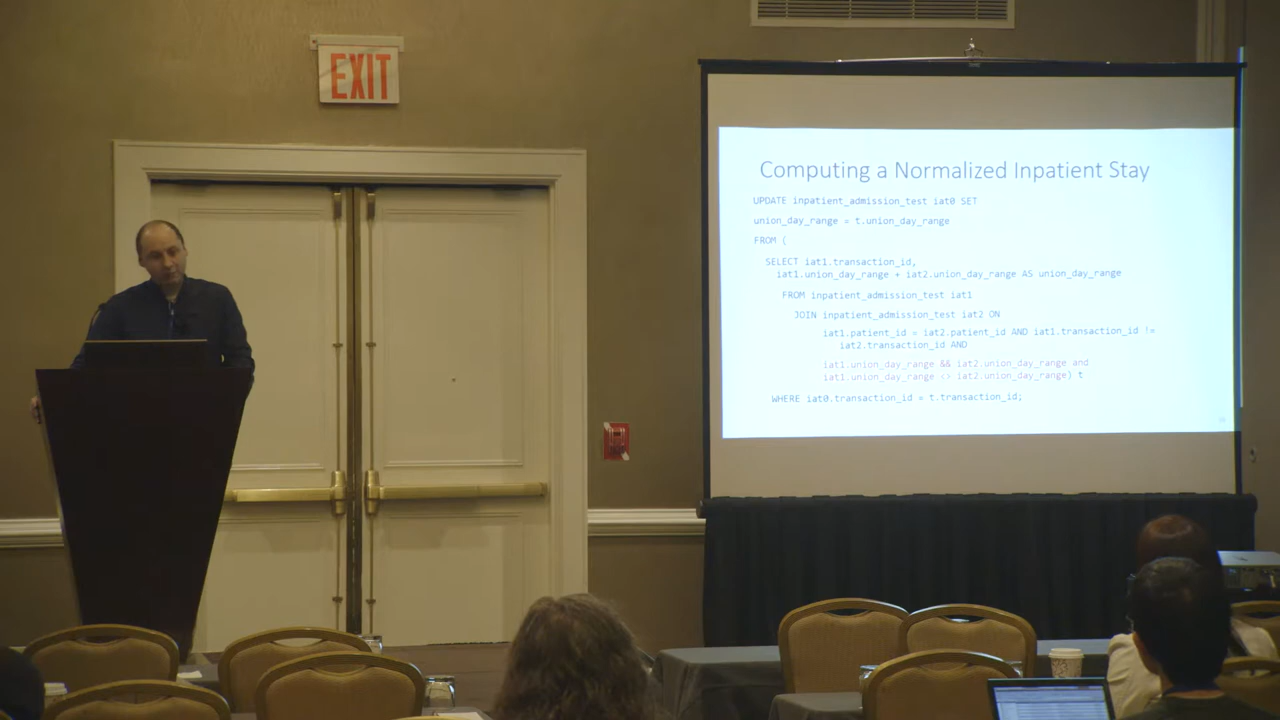 EXIT
Computing a Normalized Inpatient Stay
UPDATE inpatient_admission_test iat0 SET
union_day_range = t.union_day_range
FROM (
SELECT iat1.transaction_id,
iat1.union_day_range + iat2.union_day_range AS union_day_range
FROM inpatient_admission_test iat1
JOIN inpatient_admission_test iat2 ON
iat1.patient_id = iat2.patient_id AND iat1.transaction_id !=
iat2.transaction_id AND
iat1.union_day_range && iat2.union_day_range and
iat1.union_day_range <> iat2.union_day_range) t
WHERE iat0.transaction_id = t.transaction_id;